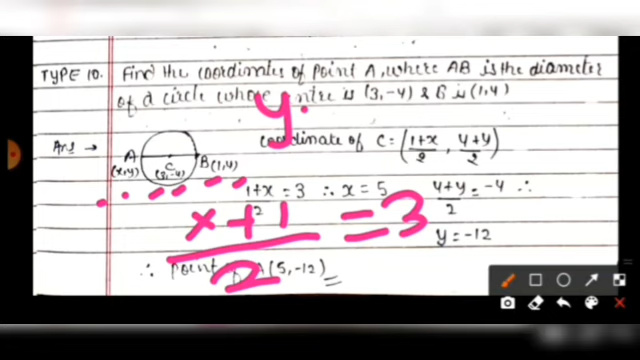 TYPE 10. Find the coordinates of point A, where AB is the diameter
of a circle whose centre is (3,-4) & B is (1,4)
y.
Ans → coordinate of C = (1+x/2, 4+y/2)
A B(1,4)
(x,y) C
(3,-4)
1+x/2 = 3 ∴ x = 5 4+y/2 = -4 ∴
y = -12
x+1/2 = 3
∴ point A(5,-12)